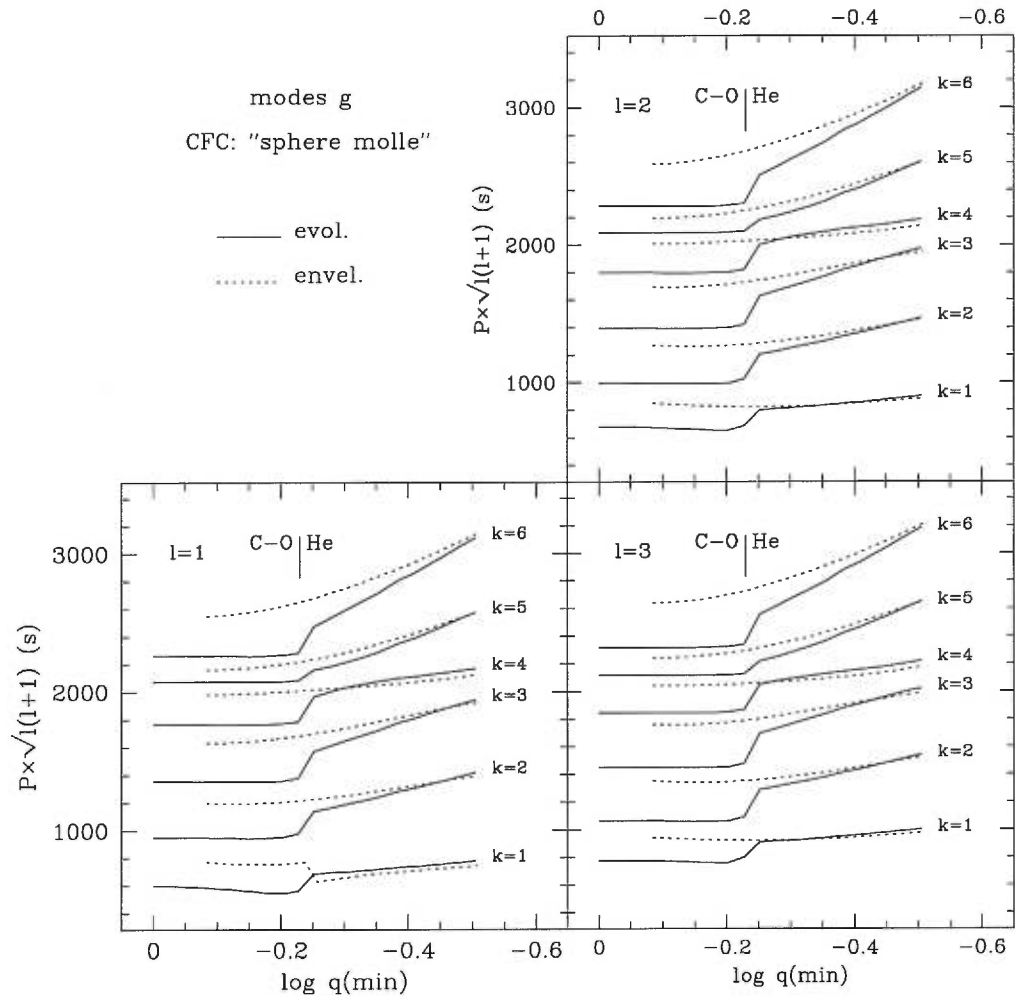 0 −0.2 −0.4 −0.6
modes g
CFC: "sphere molle"
evol.
envel.
l=2
C−O He
k=6
k=5
k=4
k=3
k=2
k=1
3000
2000
1000
P×√l(l+1) (s)
l=1
C−O He
k=6
k=5
k=4
k=3
k=2
k=1
3000
2000
1000
P×√l(l+1) (s)
0 −0.2 −0.4 −0.6
log q(min)
l=3
C−O He
k=6
k=5
k=4
k=3
k=2
k=1
0 −0.2 −0.4 −0.6
log q(min)